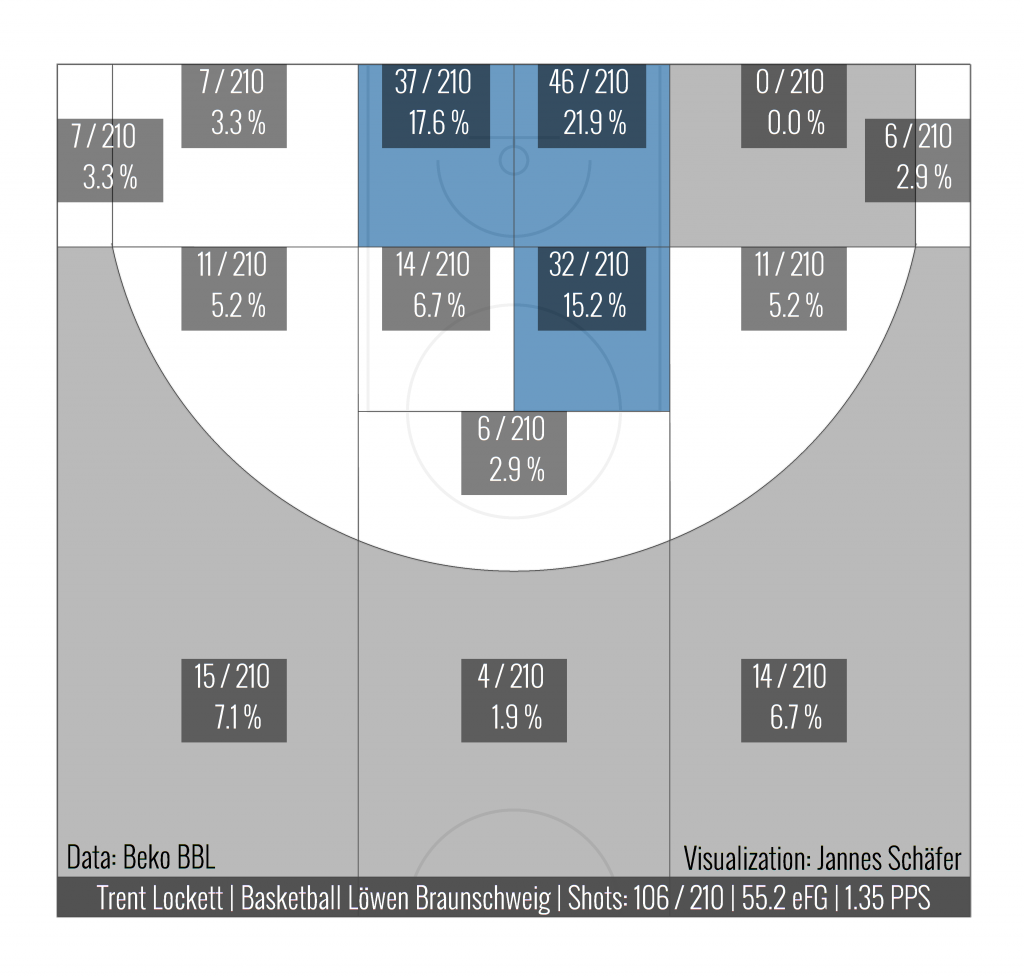 7 / 210
3.3 %
37 / 210
17.6 %
46 / 210
21.9 %
0 / 210
0.0 %
7 / 210
3.3 %
6 / 210
2.9 %
11 / 210
5.2 %
14 / 210
6.7 %
32 / 210
15.2 %
11 / 210
5.2 %
6 / 210
2.9 %
15 / 210
7.1 %
4 / 210
1.9 %
14 / 210
6.7 %
Data: Beko BBL
Visualization: Jannes Schäfer
Trent Lockett | Basketball Löwen Braunschweig | Shots: 106 / 210 | 55.2 eFG | 1.35 PPS